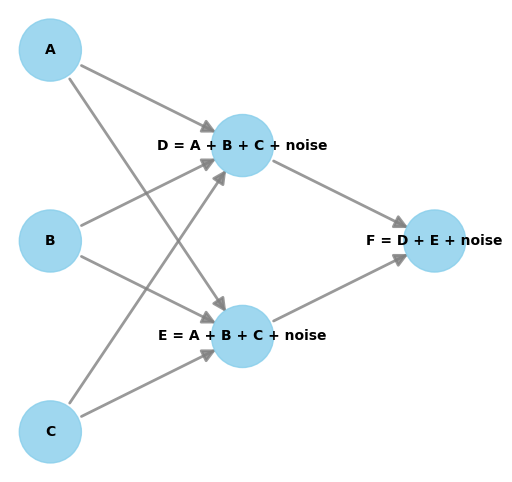 A
D = A + B + C + noise
B
F = D + E + noise
E = A + B + C + noise
C